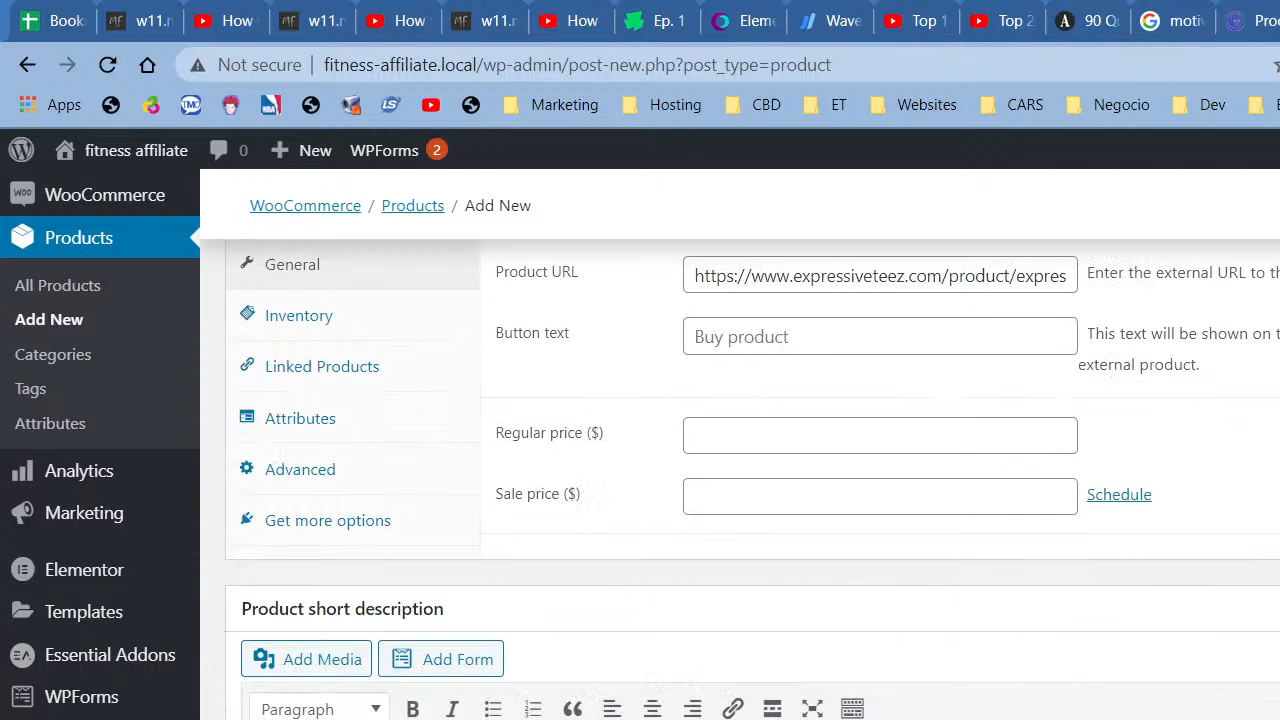 Book
w11.r
How
w11.r
How
w11.r
How
Ep. 1
Eleme
Wave
Top 1
Top 2
90 Qu
motiv
Prod
Not secure fitness-affiliate.local/wp-admin/post-new.php?post_type=product
Apps
Marketing
Hosting
CBD
ET
Websites
CARS
Negocio
Dev
fitness affiliate
0
New
WPForms 2
WooCommerce
Products
All Products
Add New
Categories
Tags
Attributes
Analytics
Marketing
Elementor
Templates
Essential Addons
WPForms
WooCommerce / Products / Add New
General
Inventory
Linked Products
Attributes
Advanced
Get more options
Product URL https://www.expressiveteez.com/product/expres Enter the external URL to th
Button text Buy product This text will be shown on t
external product.
Regular price ($)
Sale price ($) Schedule
Product short description
Add Media Add Form
Paragraph B I